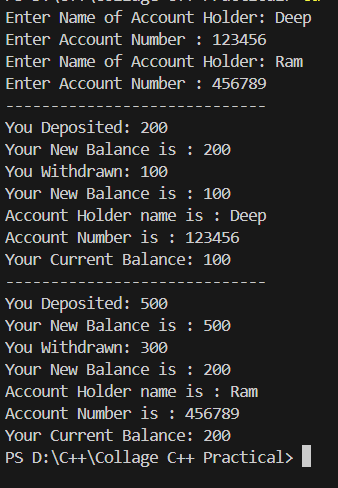 Enter Name of Account Holder: Deep
Enter Account Number : 123456
Enter Name of Account Holder: Ram
Enter Account Number : 456789
-----------------------------
You Deposited: 200
Your New Balance is : 200
You Withdrawn: 100
Your New Balance is : 100
Account Holder name is : Deep
Account Number is : 123456
Your Current Balance: 100
-----------------------------
You Deposited: 500
Your New Balance is : 500
You Withdrawn: 300
Your New Balance is : 200
Account Holder name is : Ram
Account Number is : 456789
Your Current Balance: 200
PS D:\C++\Collage C++ Practical>